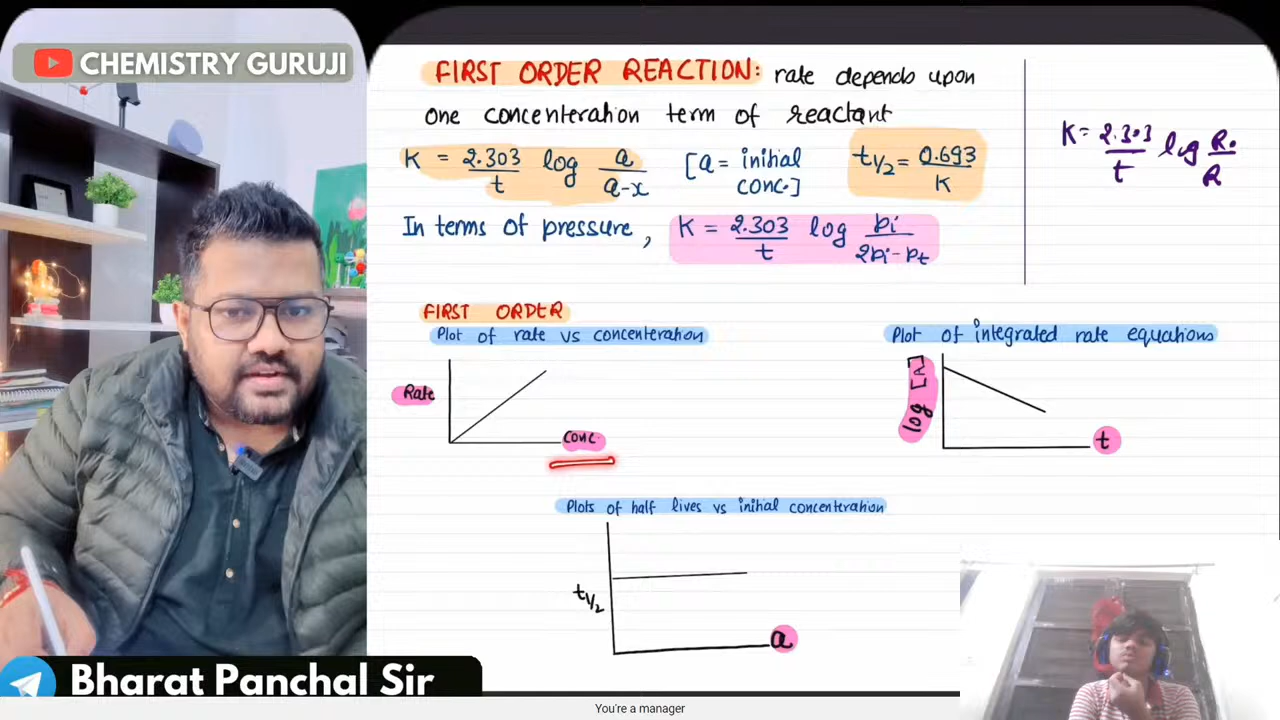 CHEMISTRY GURUJI
FIRST ORDER REACTION: rate depends upon
one concenteration term of reactant
K = 2.303/t log a/a-x [a = initial conc.] t1/2 = 0.693/K
In terms of pressure, K = 2.303/t log pi/2pi-pt
K= 2.303/t log R0/R
FIRST ORDER
Plot of rate vs concenteration
Rate
conc
Plot of integrated rate equations
log [A]
t
Plots of half lives vs initial concenteration
t1/2
a
Bharat Panchal Sir
You're a manager